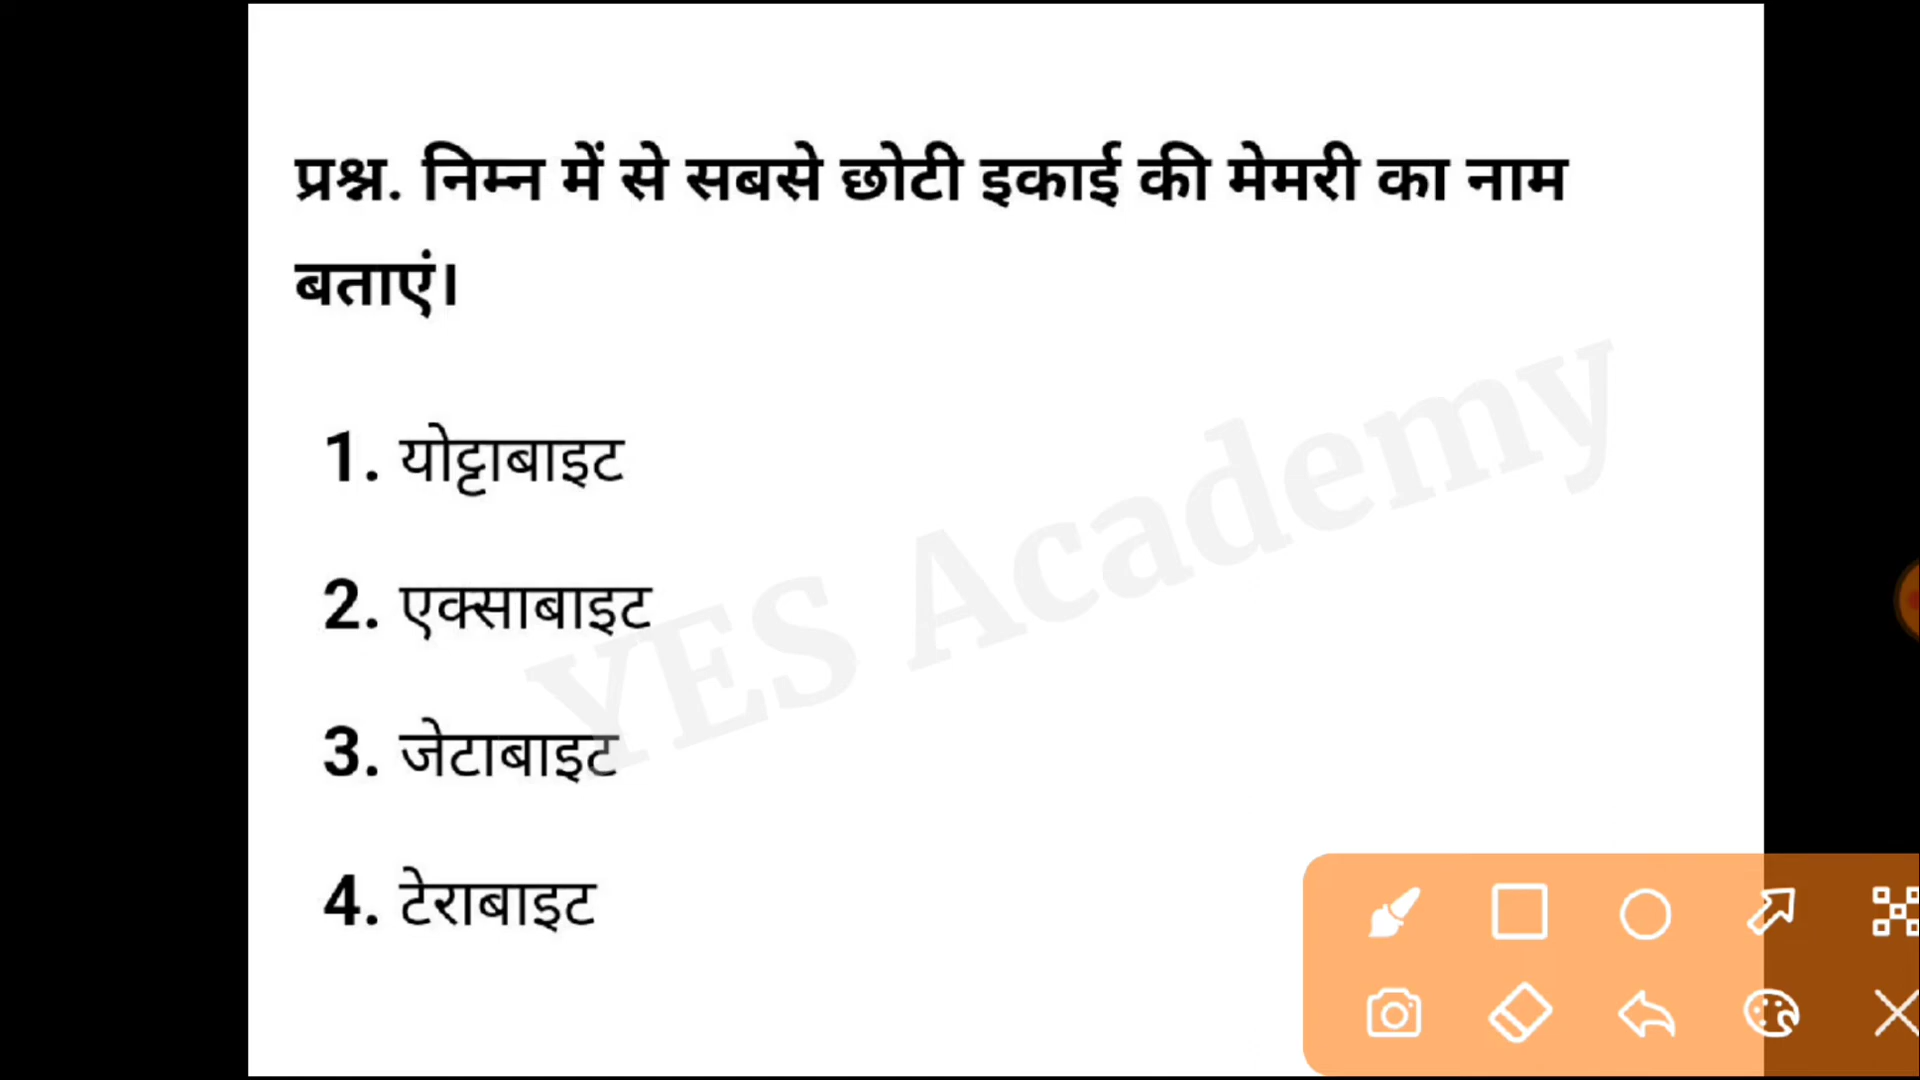 प्रश्न. निम्न में से सबसे छोटी इकाई की मेमरी का नाम
बताएं।
1. योट्टाबाइट
2. एक्साबाइट
3. जेटाबाइट
4. टेराबाइट
YES Academy